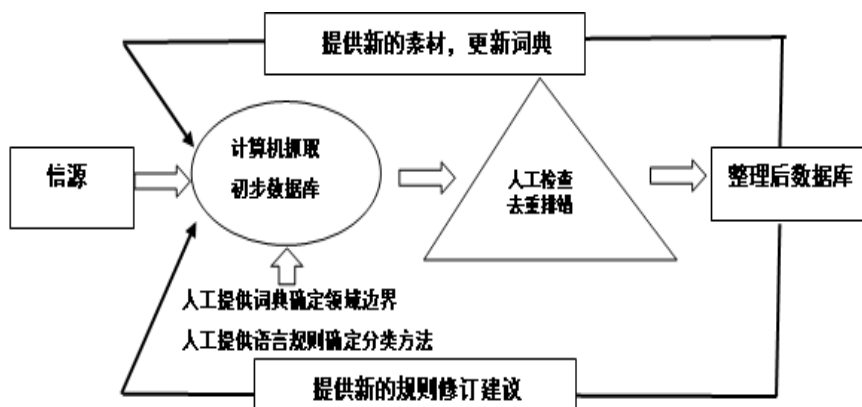 提供新的素材，更新词典
计算机抓取
初步数据库
信源
人工检查
去重排错
整理后数据库
人工提供词典确定领域边界
人工提供语言规则确定分类方法
提供新的规则修订建议